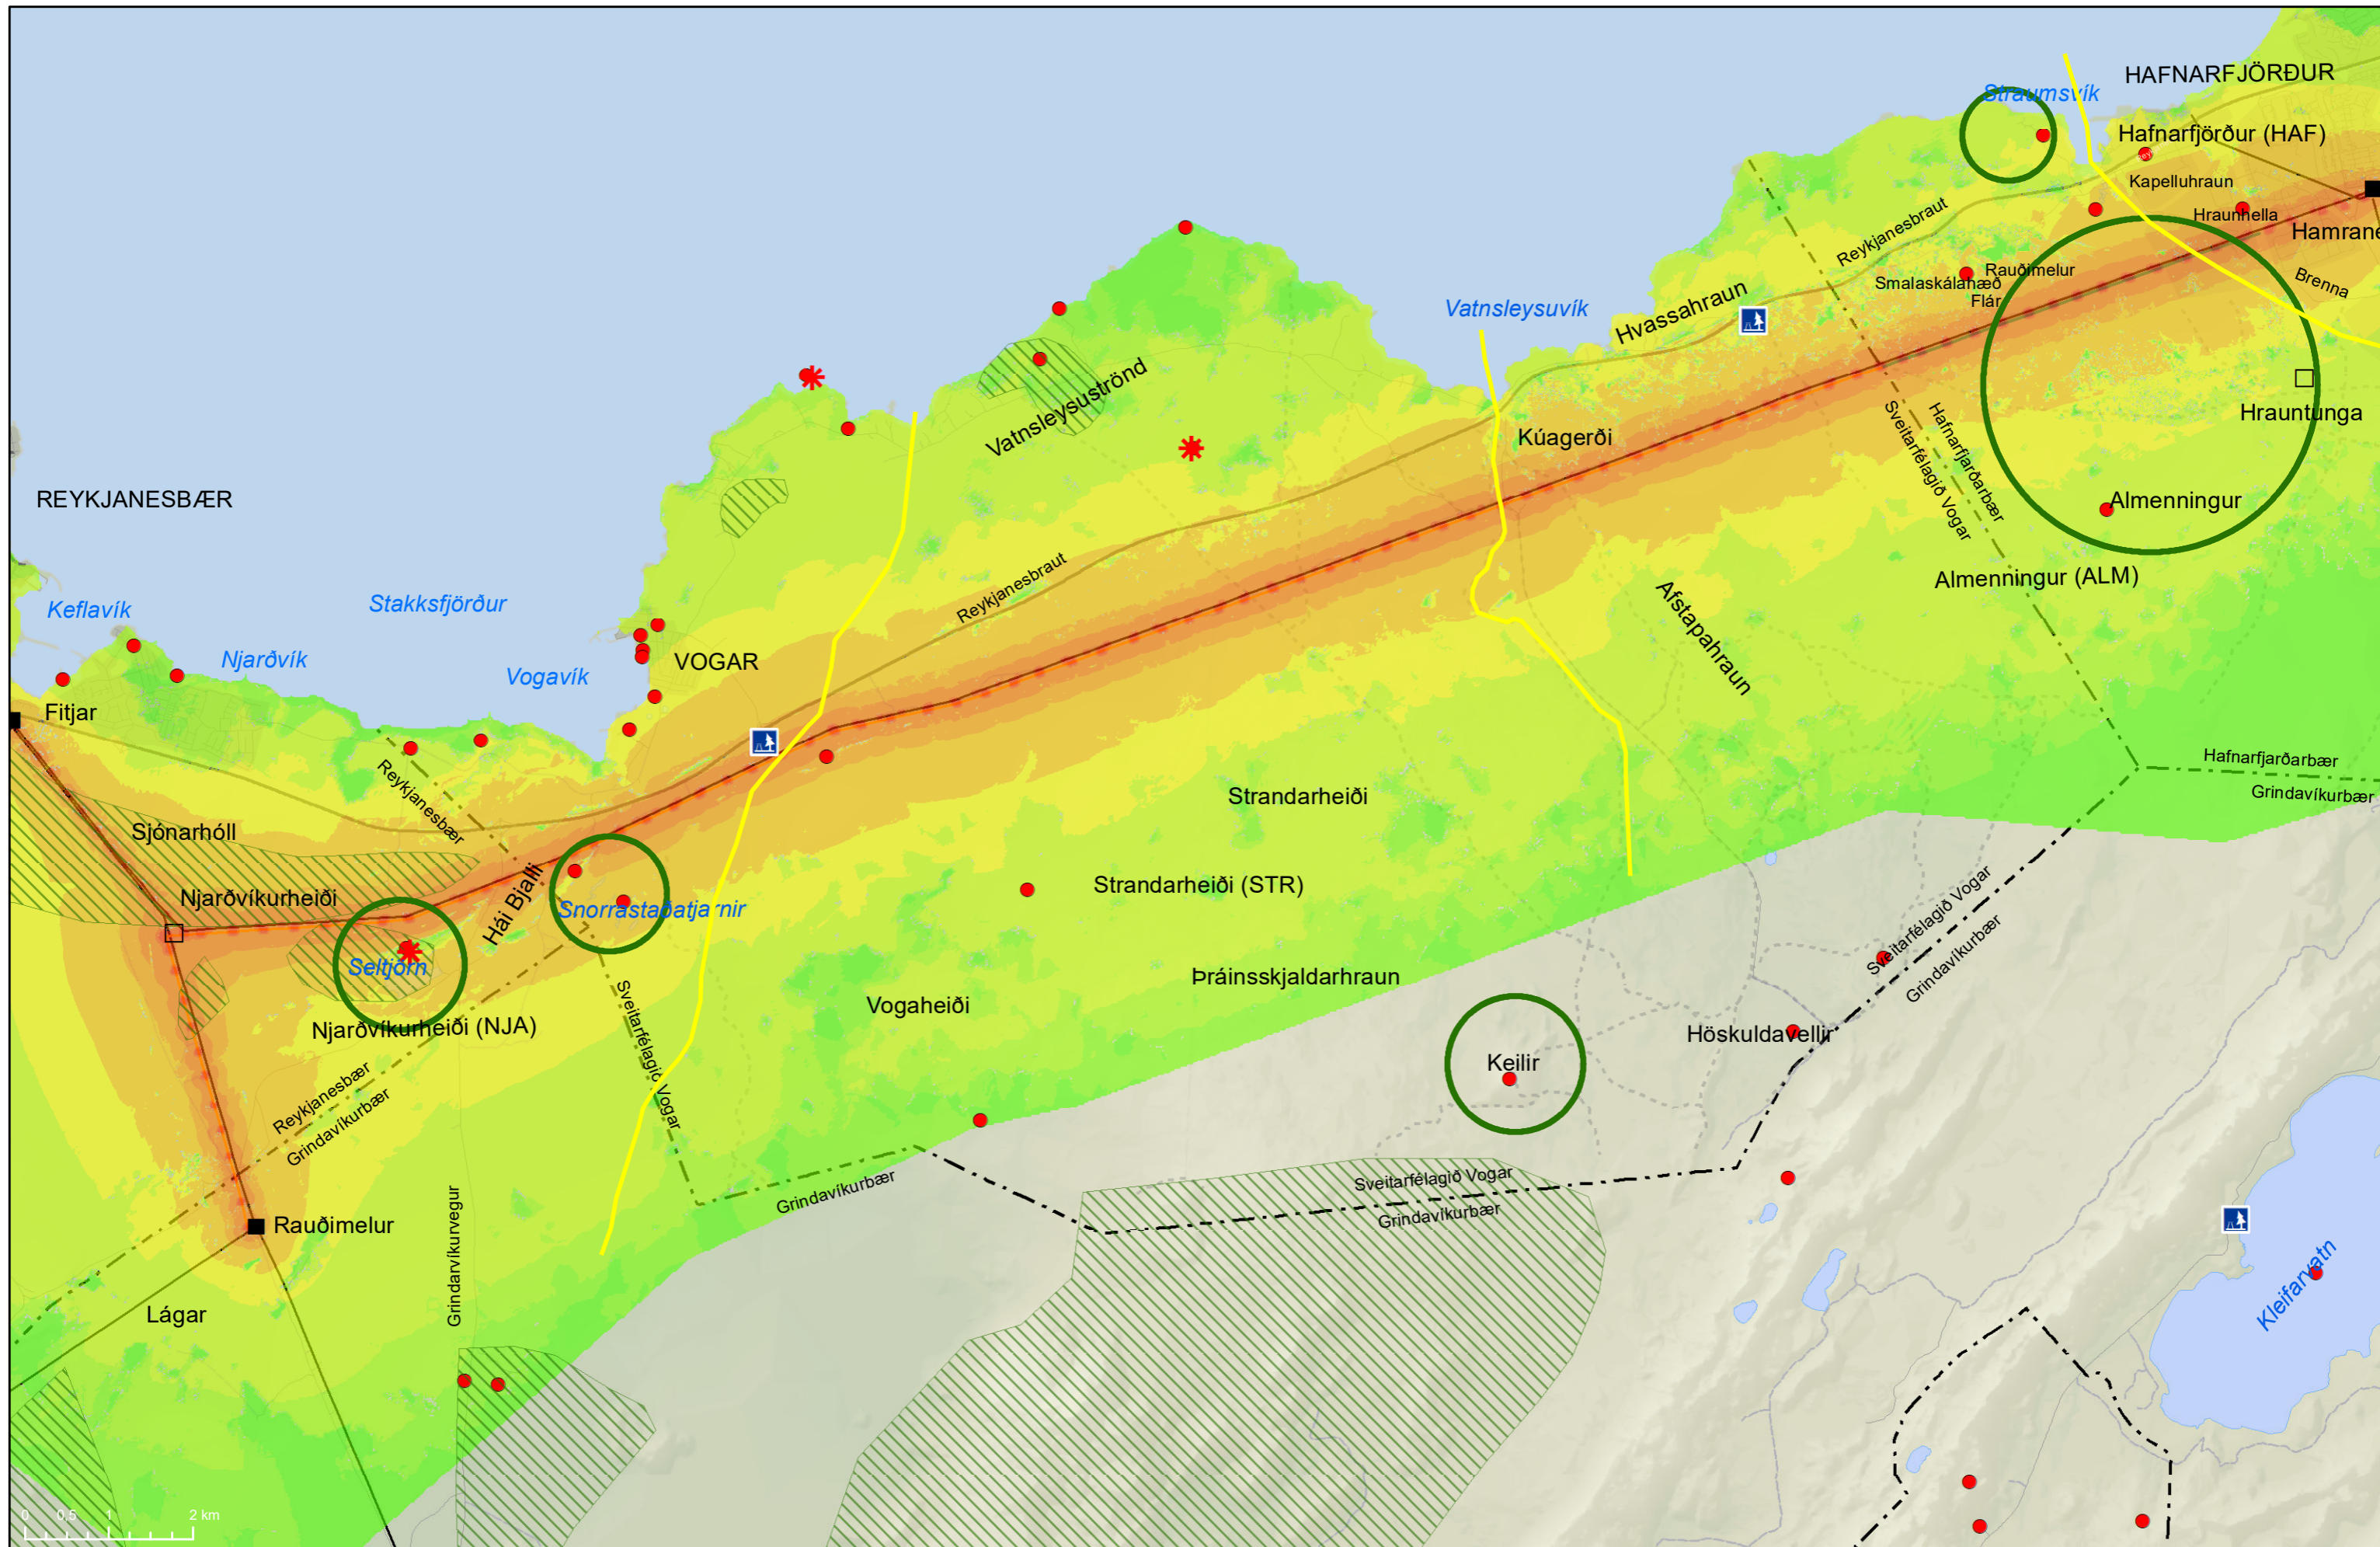 HAFNARFJÖRÐUR
Straumsvík
Hafnarfjörður (HAF)
Kapelluhraun
Hraunhella
Reykjanesbraut
Rauðimelur
Smalaskálahæð
Flár
Brenna
Hvassahraun
Vatnsleysuvík
Vatnsleysuströnd
Hrauntunga
Kúagerði
Sveitarfélagið Vogar
Hafnarfjarðarbær
Almenningur
REYKJANESBÆR
Reykjanesbraut
Almenningur (ALM)
Afstapahraun
Keflavík
Stakksfjörður
Njarðvík
Vogavík
VOGAR
Fitjar
Reykjanesbær
Hafnarfjarðarbær
Grindavíkurbær
Strandarheiði
Sjónarhóll
Njarðvíkurheiði
Hái Bjalli
Snorrastaðatjarnir
Strandarheiði (STR)
Seltjörn
Þráinsskjaldarhraun
Sveitarfélagið Vogar
Grindavíkurbær
Vogaheiði
Njarðvíkurheiði (NJA)
Sveitarfélagið Vogar
Höskuldavellir
Keilir
Reykjanesbær
Grindavíkurbær
Sveitarfélagið Vogar
Grindavíkurbær
Grindavíkurbær
Rauðimelur
Grindarvíkurvegur
Kleifarvatn
Lágar
0 0,5 1 2 km